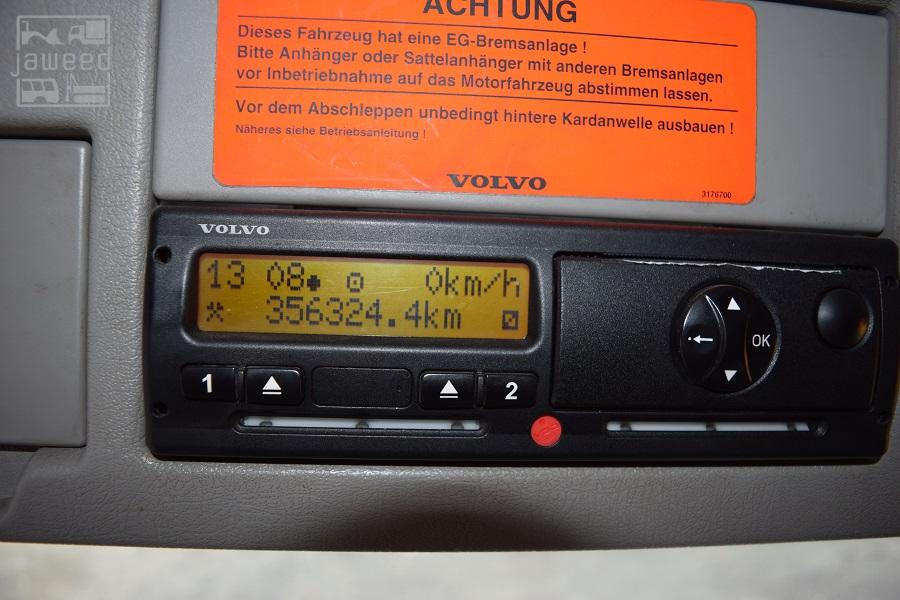 jaweed
ACHTUNG
Dieses Fahrzeug hat eine EG-Bremsanlage !
Bitte Anhänger oder Sattelanhänger mit anderen Bremsanlagen
vor Inbetriebnahme auf das Motorfahrzeug abstimmen lassen.
Vor dem Abschleppen unbedingt hintere Kardanwelle ausbauen !
Näheres siehe Betriebsanleitung !
VOLVO
3176700
VOLVO
13 08 0km/h
356324.4km
1 2
OK